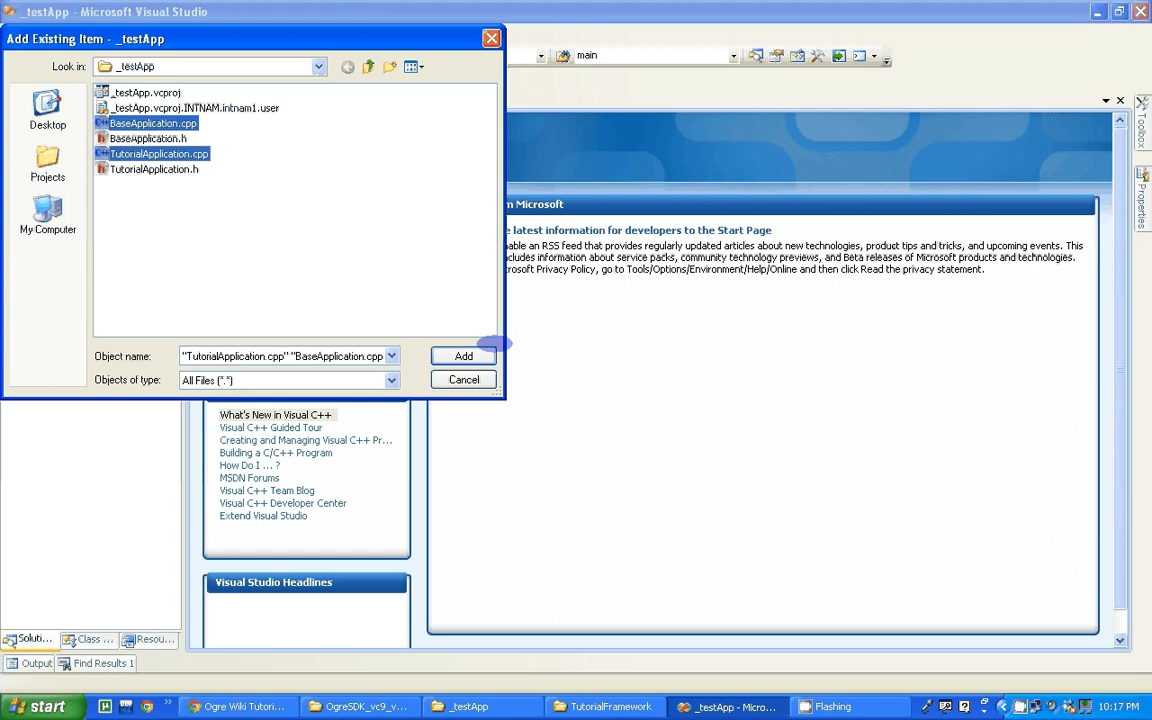 _testApp - Microsoft Visual Studio
Add Existing Item - _testApp
Look in:
_testApp
main
Desktop
Projects
My Computer
_testApp.vcproj
_testApp.vcproj.INTNAM.intnam1.user
BaseApplication.cpp
BaseApplication.h
TutorialApplication.cpp
TutorialApplication.h
Object name:
"TutorialApplication.cpp" "BaseApplication.cpp
Add
Objects of type:
All Files (*.*)
Cancel
Toolbox
Properties
m Microsoft
e latest information for developers to the Start Page
able an RSS feed that provides regularly updated articles about new technologies, product tips and tricks, and upcoming events. This
cludes information about service packs, community technology previews, and Beta releases of Microsoft products and technologies.
rosoft Privacy Policy, go to Tools/Options/Environment/Help/Online and then click Read the privacy statement.
What's New in Visual C++
Visual C++ Guided Tour
Creating and Managing Visual C++ Pr...
Building a C/C++ Program
How Do I ... ?
MSDN Forums
Visual C++ Team Blog
Visual C++ Developer Center
Extend Visual Studio
Visual Studio Headlines
Soluti...
Class ...
Resou...
Output
Find Results 1
start
Ogre Wiki Tutori...
OgreSDK_vc9_v...
_testApp
TutorialFramework
_testApp - Micros...
Flashing
10:17 PM